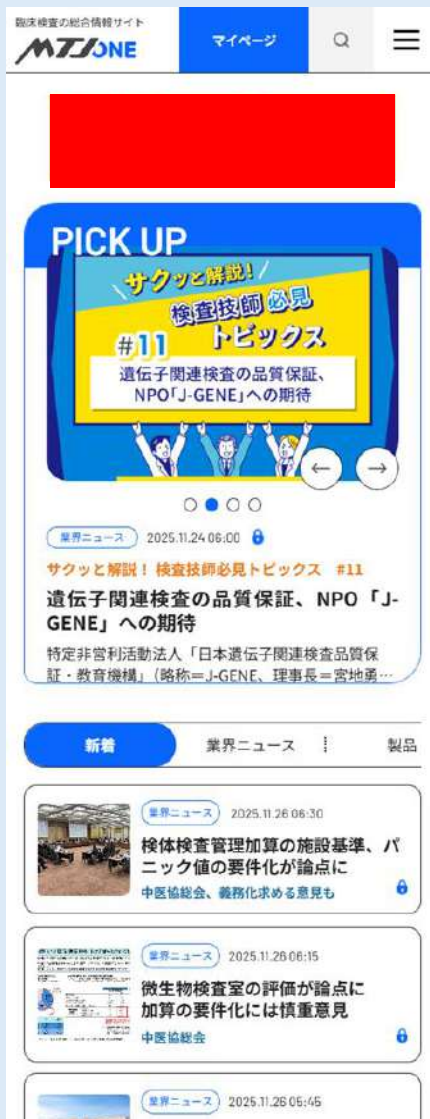 臨床検査の総合情報サイト
MTJONE
マイページ
PICK UP
サクッと解説!
検査技師必見
#11 トピックス
遺伝子関連検査の品質保証、
NPO「J-GENE」への期待
業界ニュース 2025.11.24 06:00
サクッと解説! 検査技師必見トピックス #11
遺伝子関連検査の品質保証、NPO「J-
GENE」への期待
特定非営利活動法人「日本遺伝子関連検査品質保
証・教育機構」(略称=J-GENE、理事長=宮地勇…
新着 業界ニュース 製品
業界ニュース 2025.11.26 06:30
検体検査管理加算の施設基準、パ
ニック値の要件化が論点に
中医協総会、義務化求める意見も
業界ニュース 2025.11.26 06:15
微生物検査室の評価が論点に
加算の要件化には慎重意見
中医協総会
業界ニュース 2025.11.26 05:45